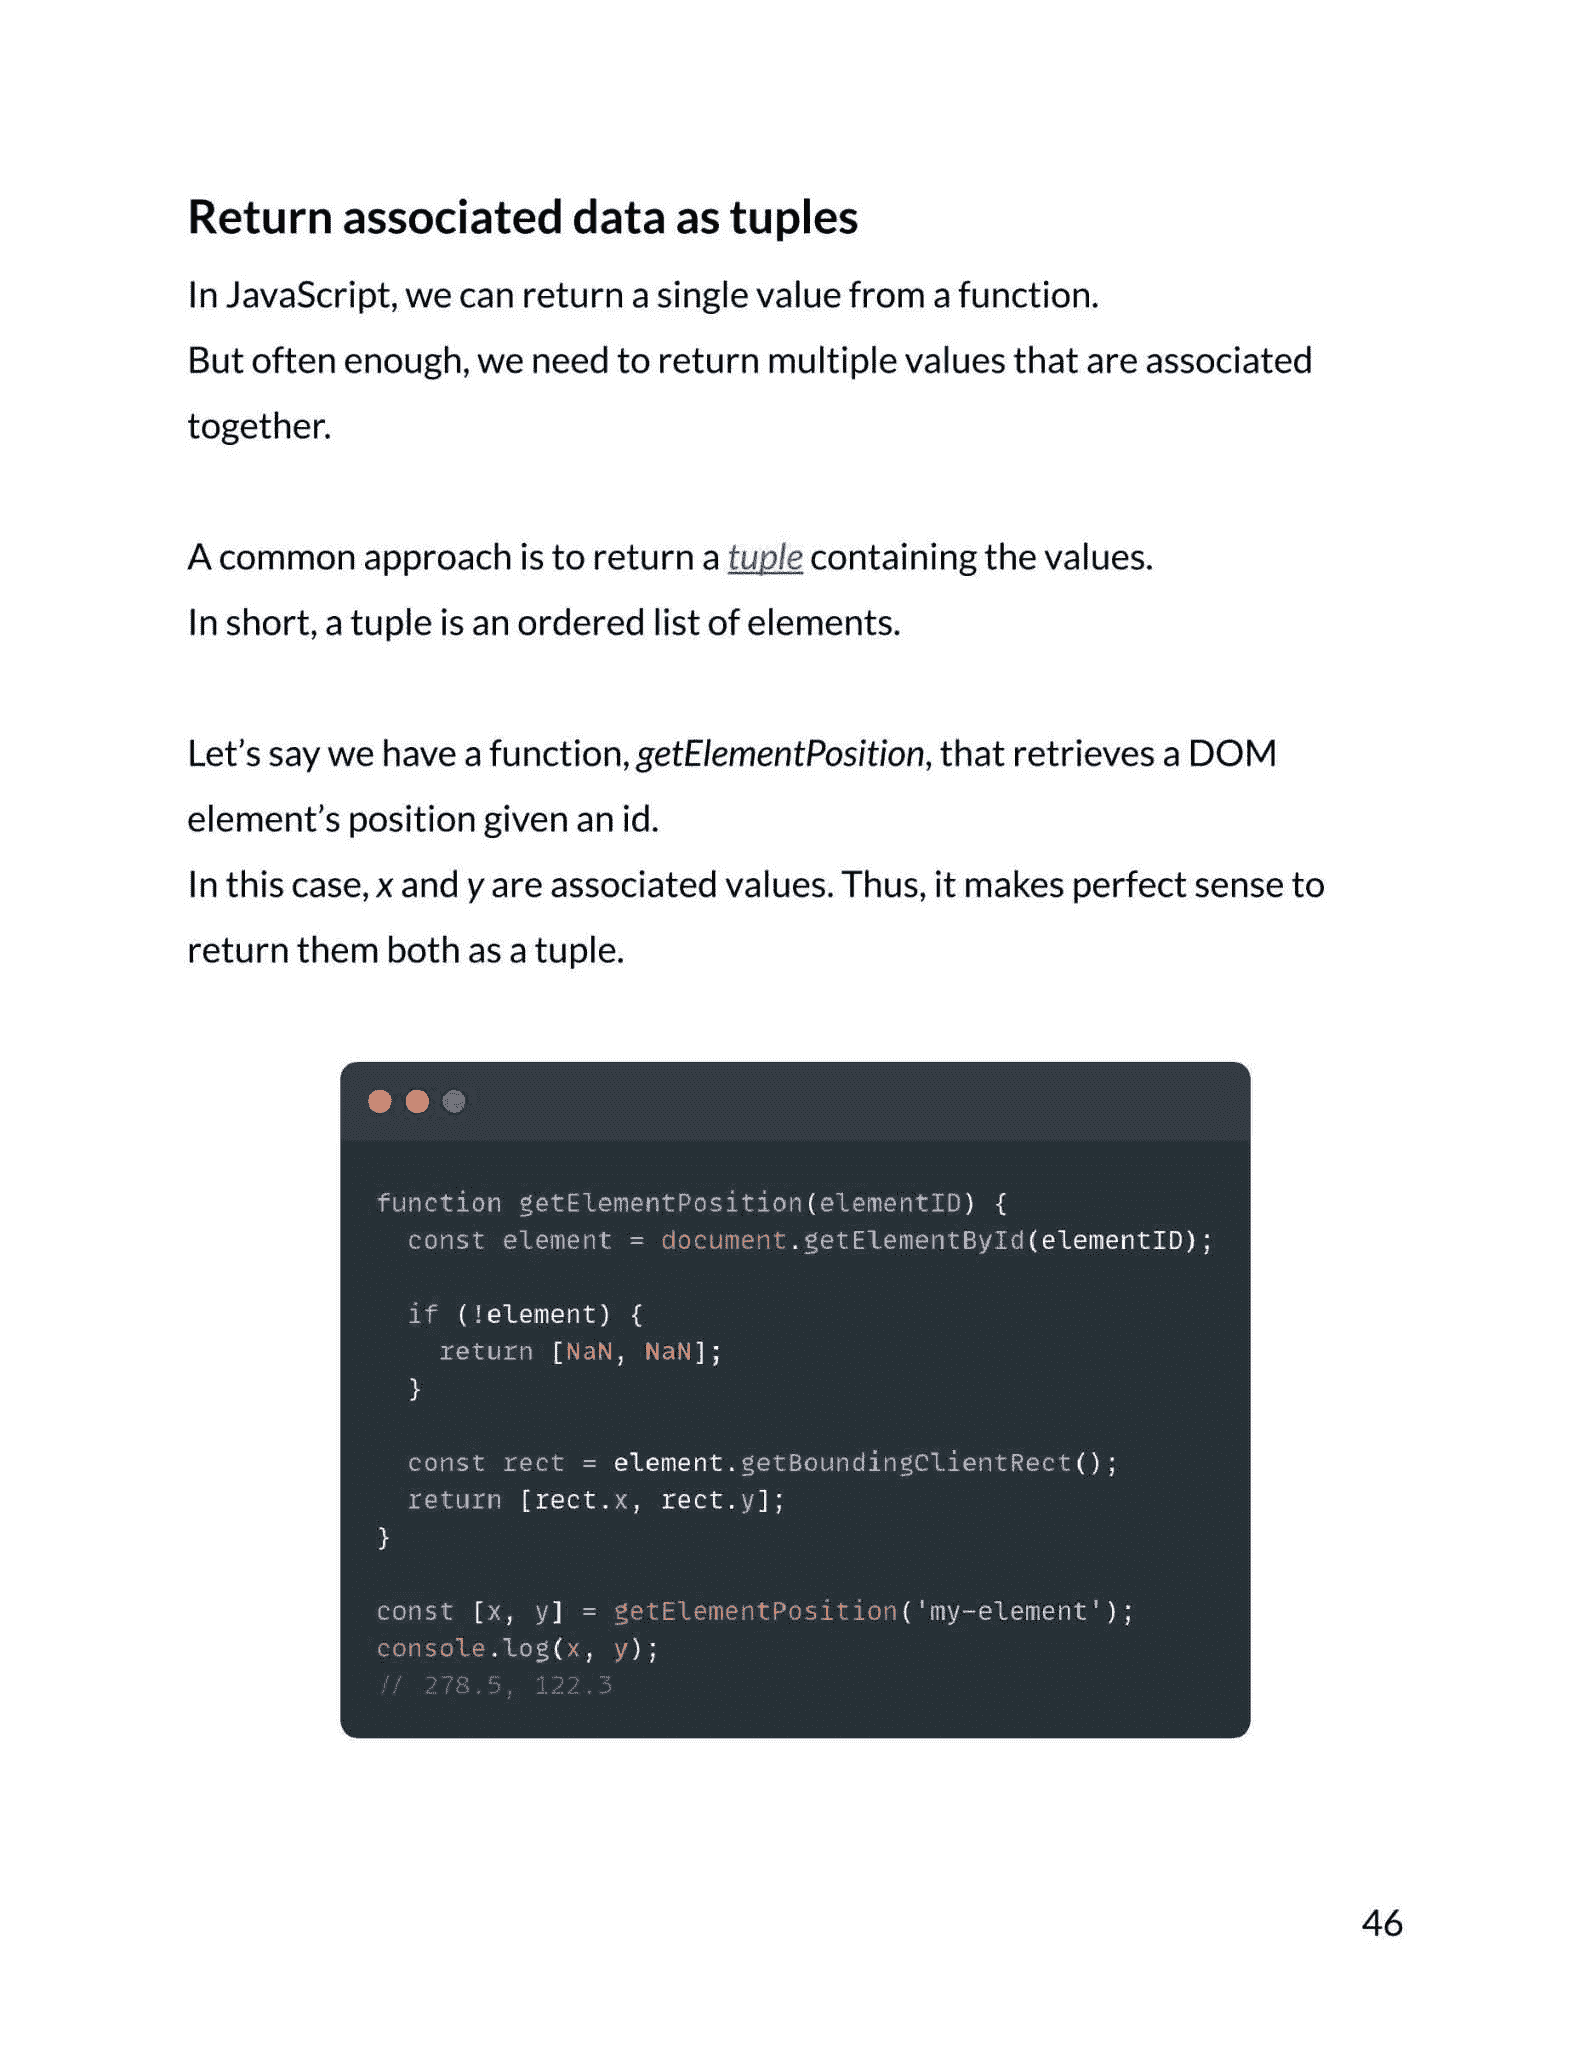 Return associated data as tuples
In JavaScript, we can return a single value from a function.
But often enough, we need to return multiple values that are associated
together.
A common approach is to return a tuple containing the values.
In short, a tuple is an ordered list of elements.
Let’s say we have a function, getElementPosition, that retrieves a DOM
element’s position given an id.
In this case, x and y are associated values. Thus, it makes perfect sense to
return them both as a tuple.
function getElementPosition(elementID) {
  const element = document.getElementById(elementID);
  if (!element) {
    return [NaN, NaN];
  }
  const rect = element.getBoundingClientRect();
  return [rect.x, rect.y];
}
const [x, y] = getElementPosition('my-element');
console.log(x, y);
// 278.5, 122.3
46